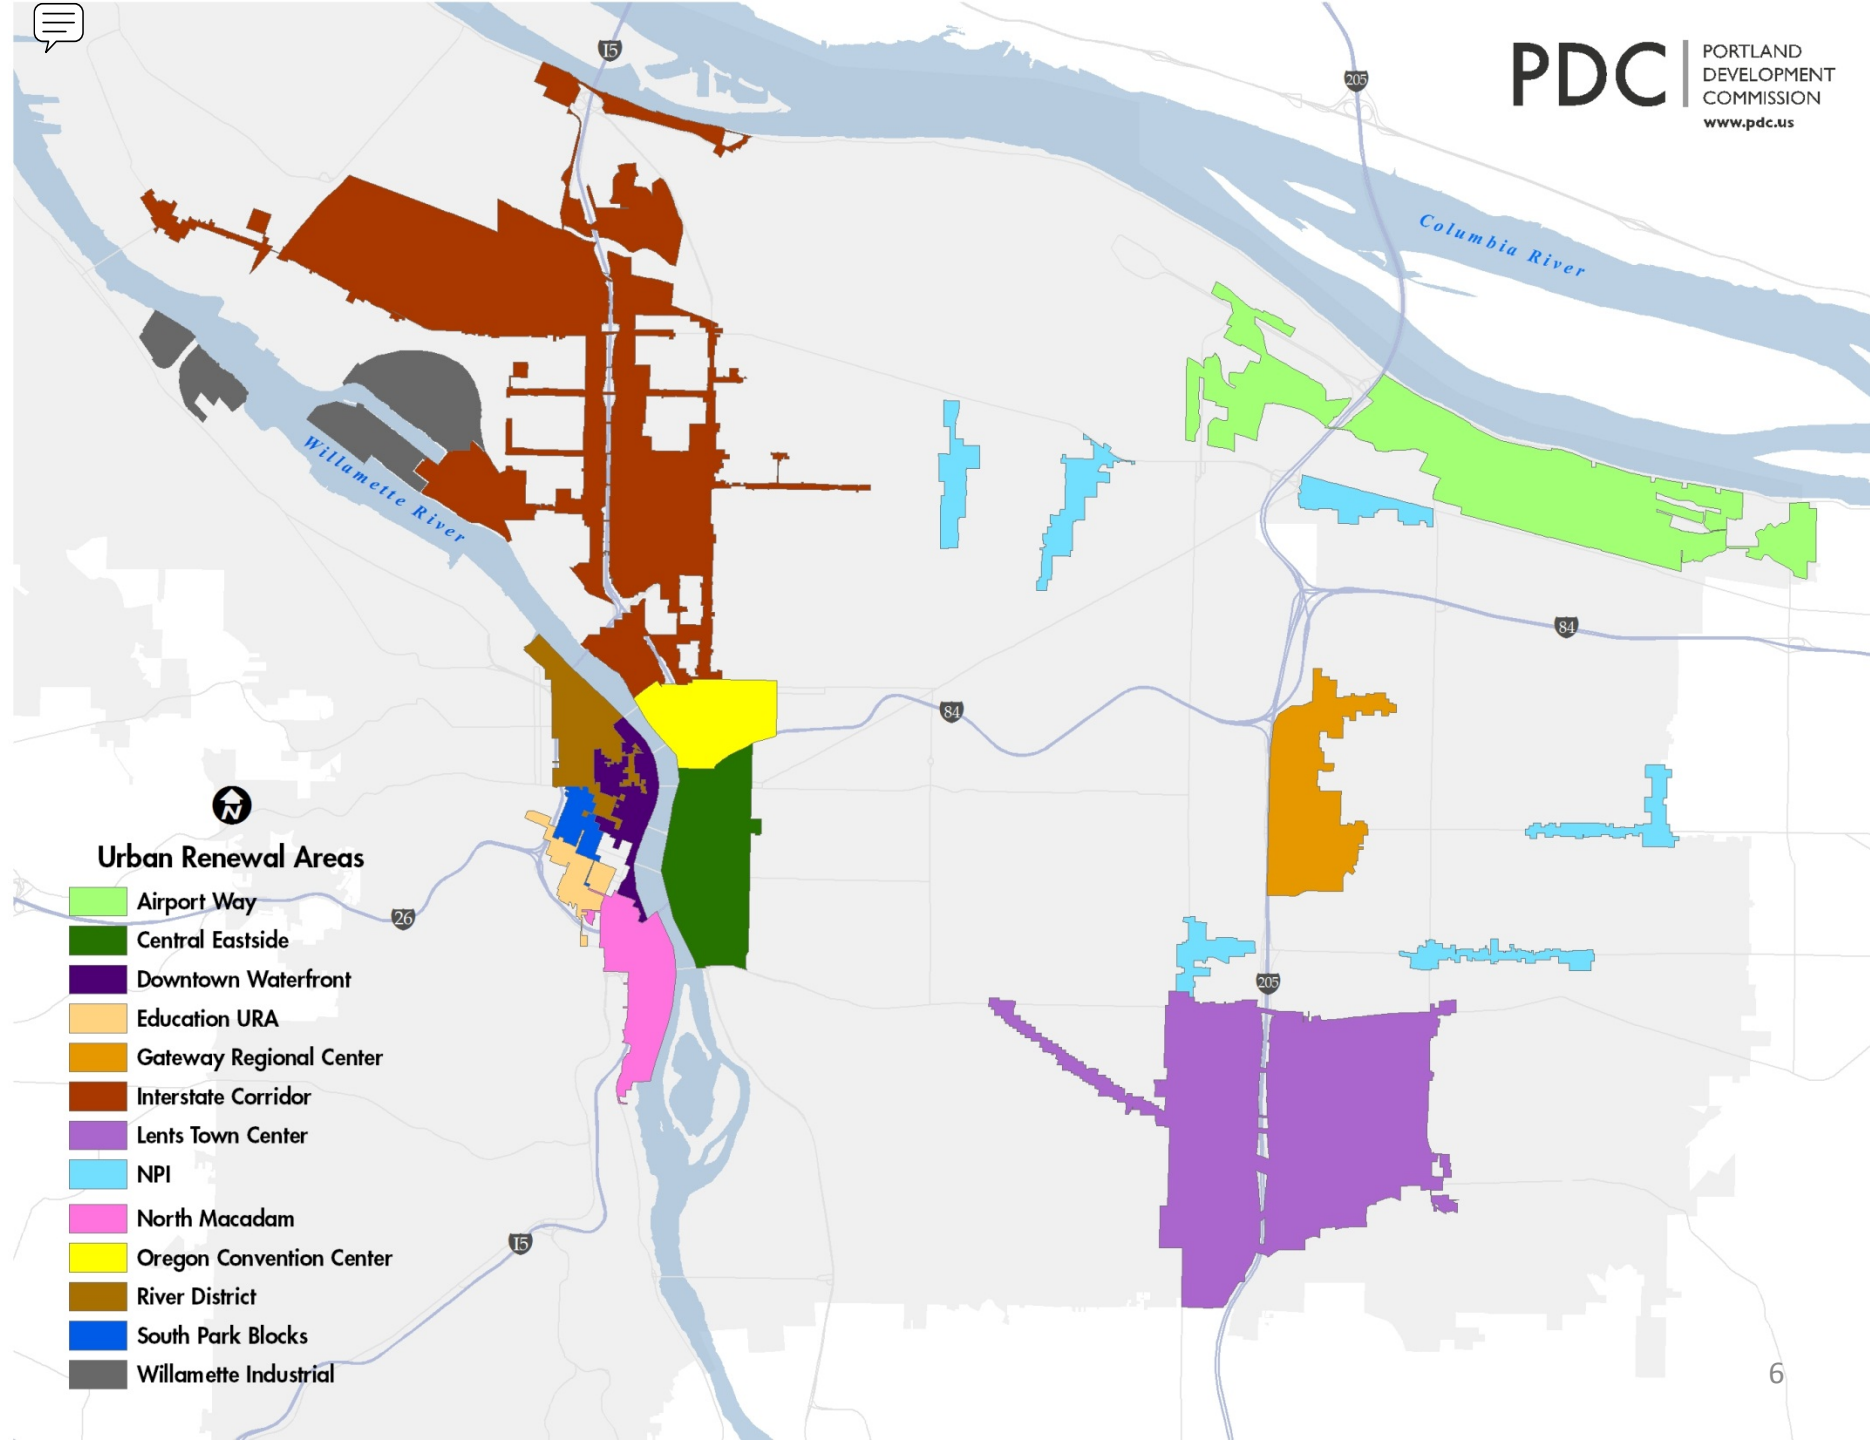 I5
205
PDC
PORTLAND
DEVELOPMENT
COMMISSION
www.pdc.us
Columbia River
Willamette River
84
84
N
Urban Renewal Areas
Airport Way
26
Central Eastside
Downtown Waterfront
205
Education URA
Gateway Regional Center
Interstate Corridor
Lents Town Center
NPI
North Macadam
I5
Oregon Convention Center
River District
South Park Blocks
Willamette Industrial
6